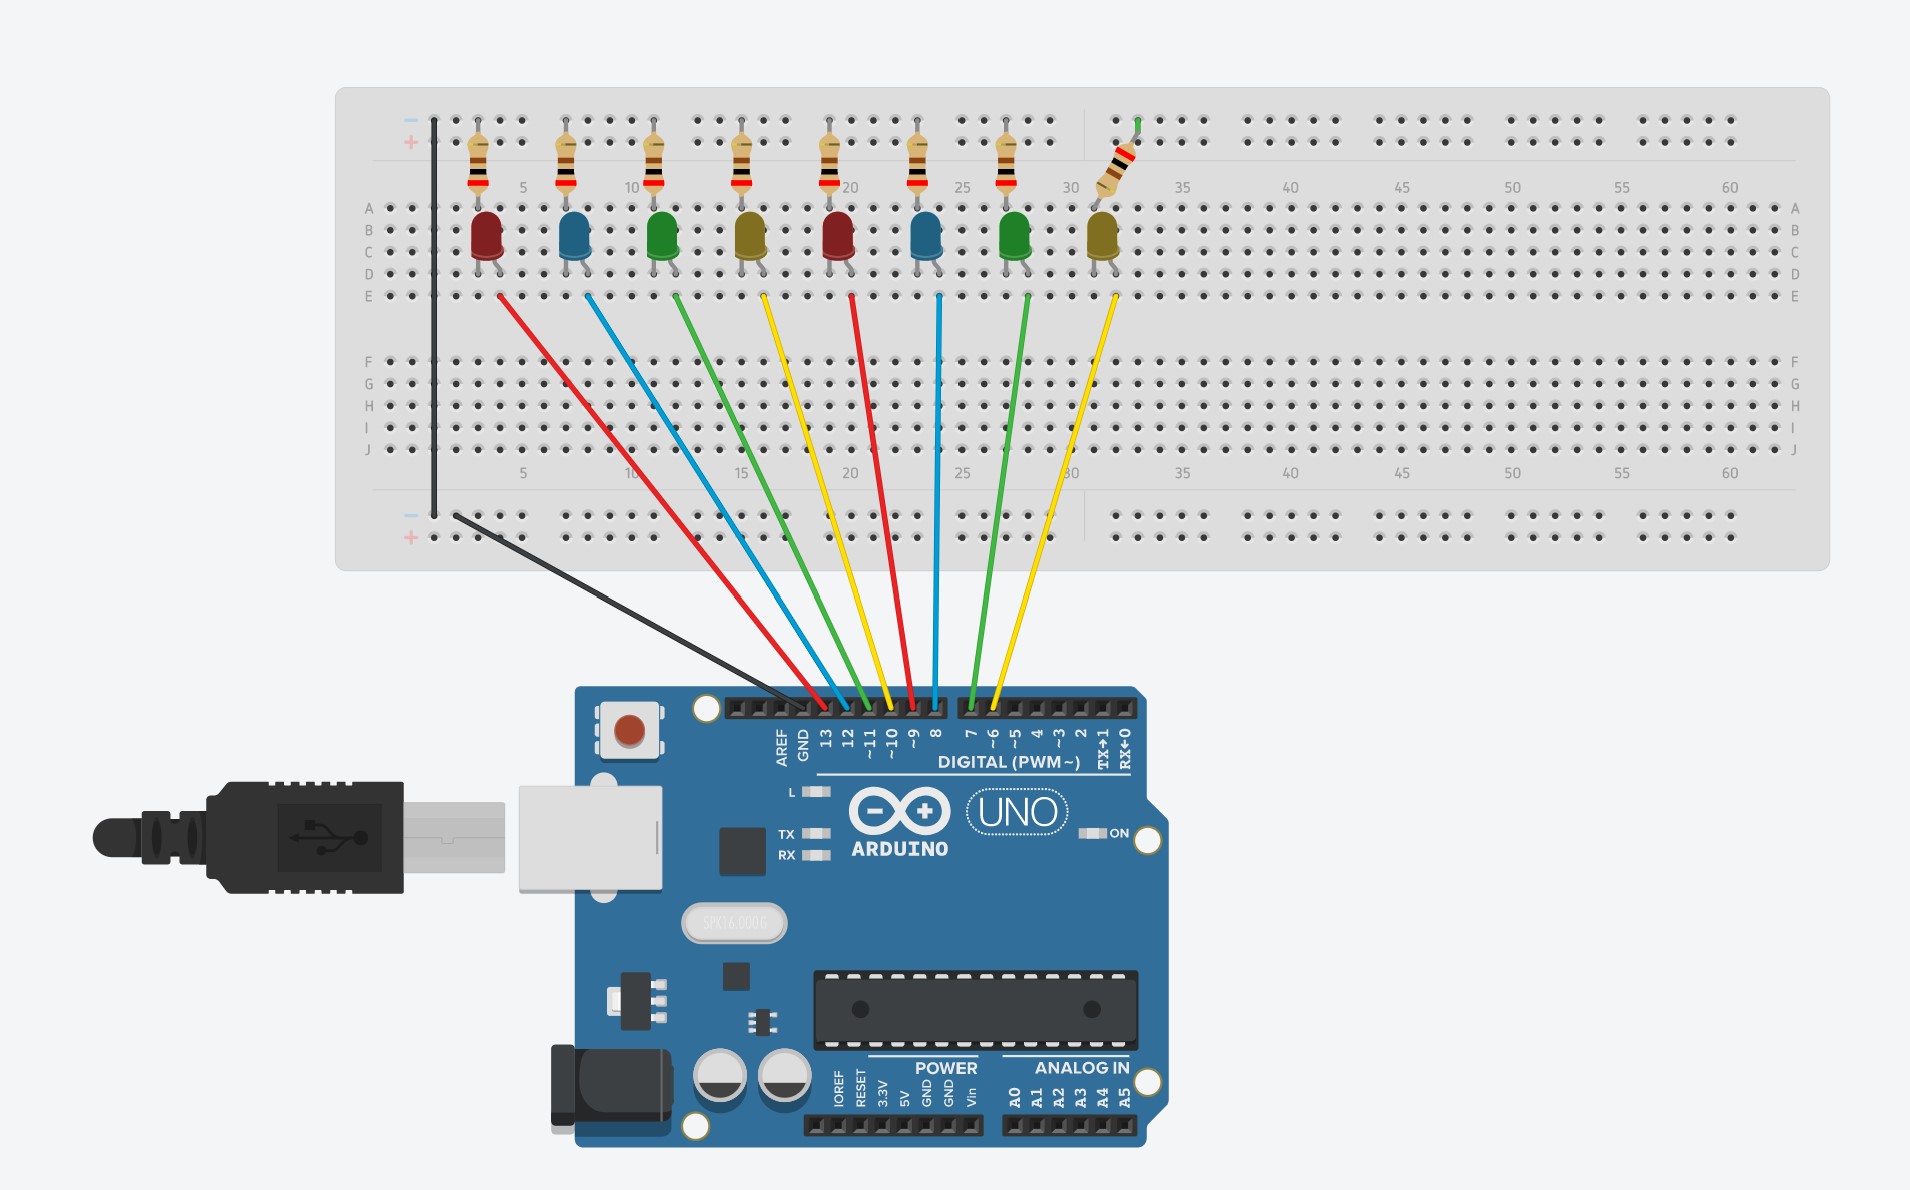 − −
+ +
5 10 15 20 25 30 35 40 45 50 55 60
A A
B B
C C
D D
E E
F F
G G
H H
I I
J J
5 10 15 20 25 30 35 40 45 50 55 60
−
+
AREF GND 13 12 ~11 ~10 ~9 8 7 ~6 ~5 4 ~3 2 TX→1 RX←0
DIGITAL (PWM~)
L
UNO
TX
ON
RX
ARDUINO
SPK16.000G
POWER ANALOG IN
IOREF RESET 3.3V 5V GND GND Vin A0 A1 A2 A3 A4 A5